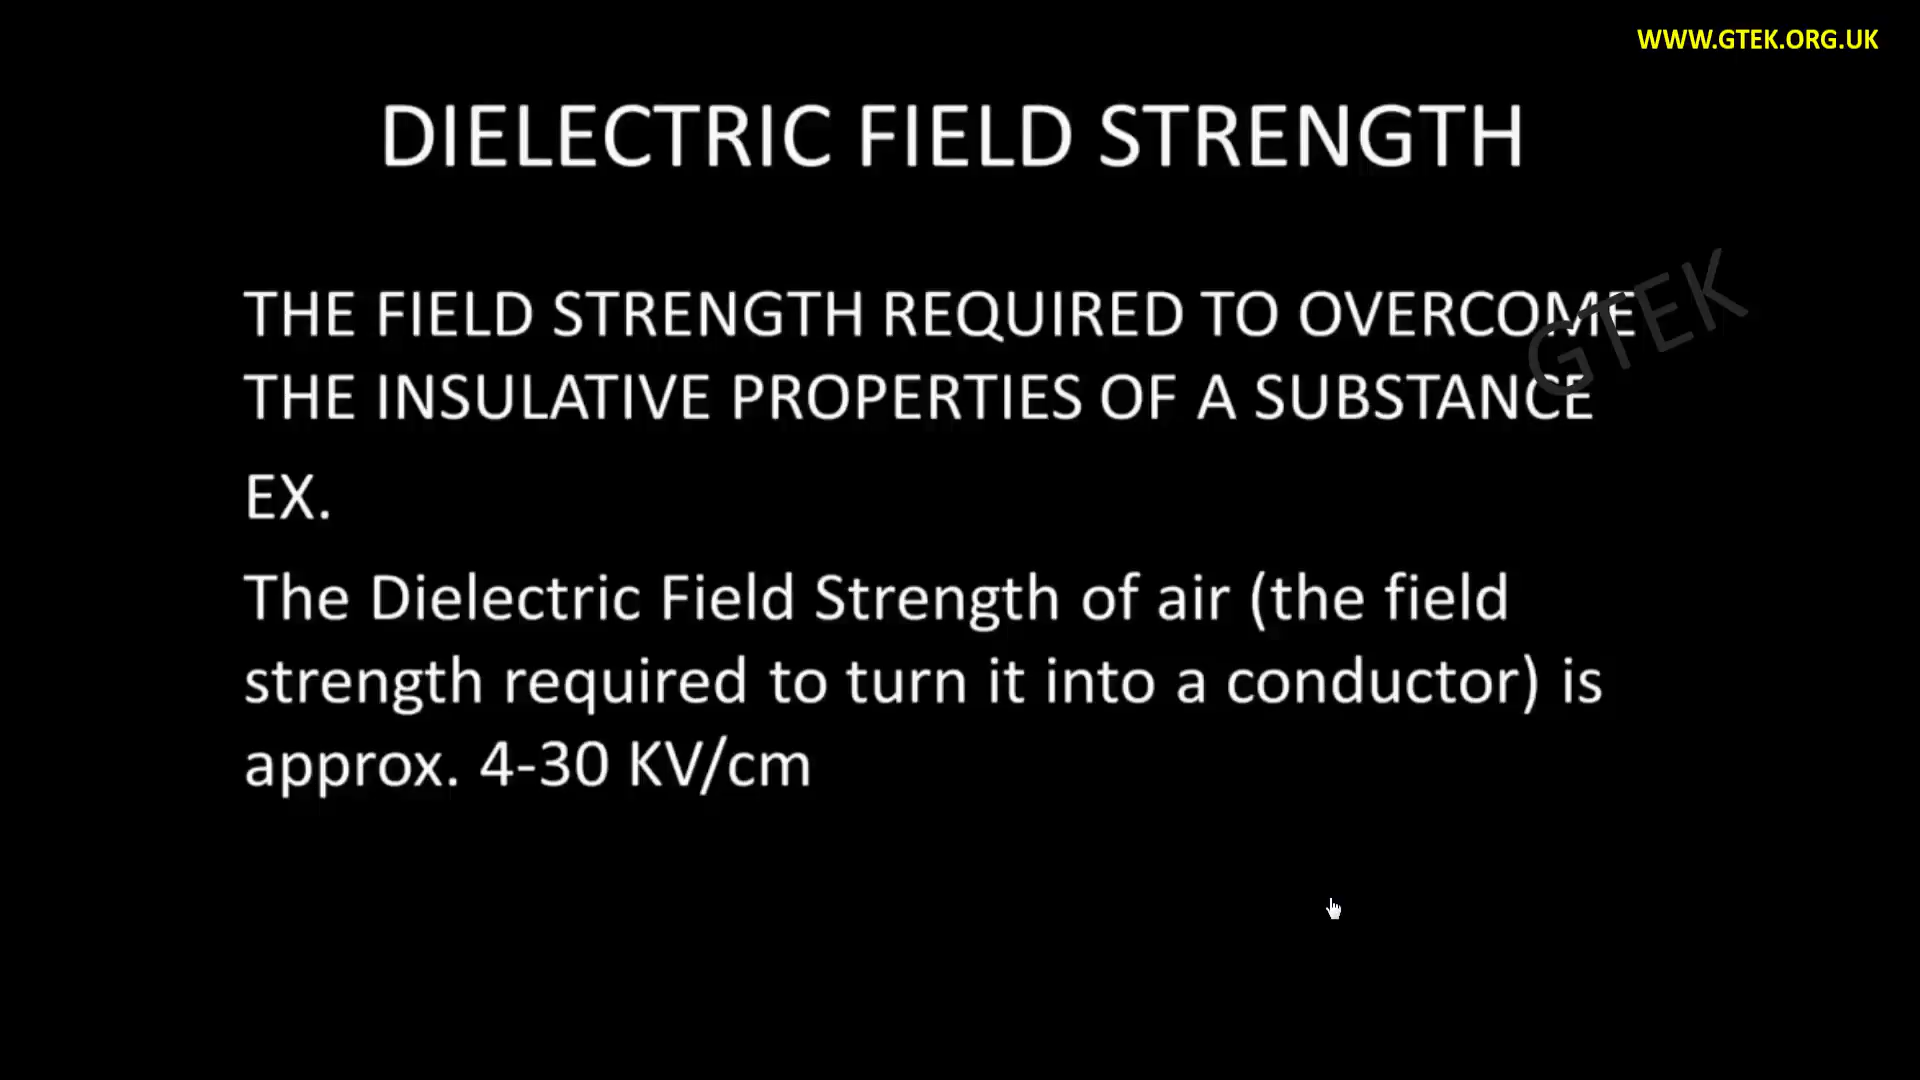 WWW.GTEK.ORG.UK
DIELECTRIC FIELD STRENGTH
THE FIELD STRENGTH REQUIRED TO OVERCOME
THE INSULATIVE PROPERTIES OF A SUBSTANCE
GTEK
EX.
The Dielectric Field Strength of air (the field
strength required to turn it into a conductor) is
approx. 4-30 KV/cm